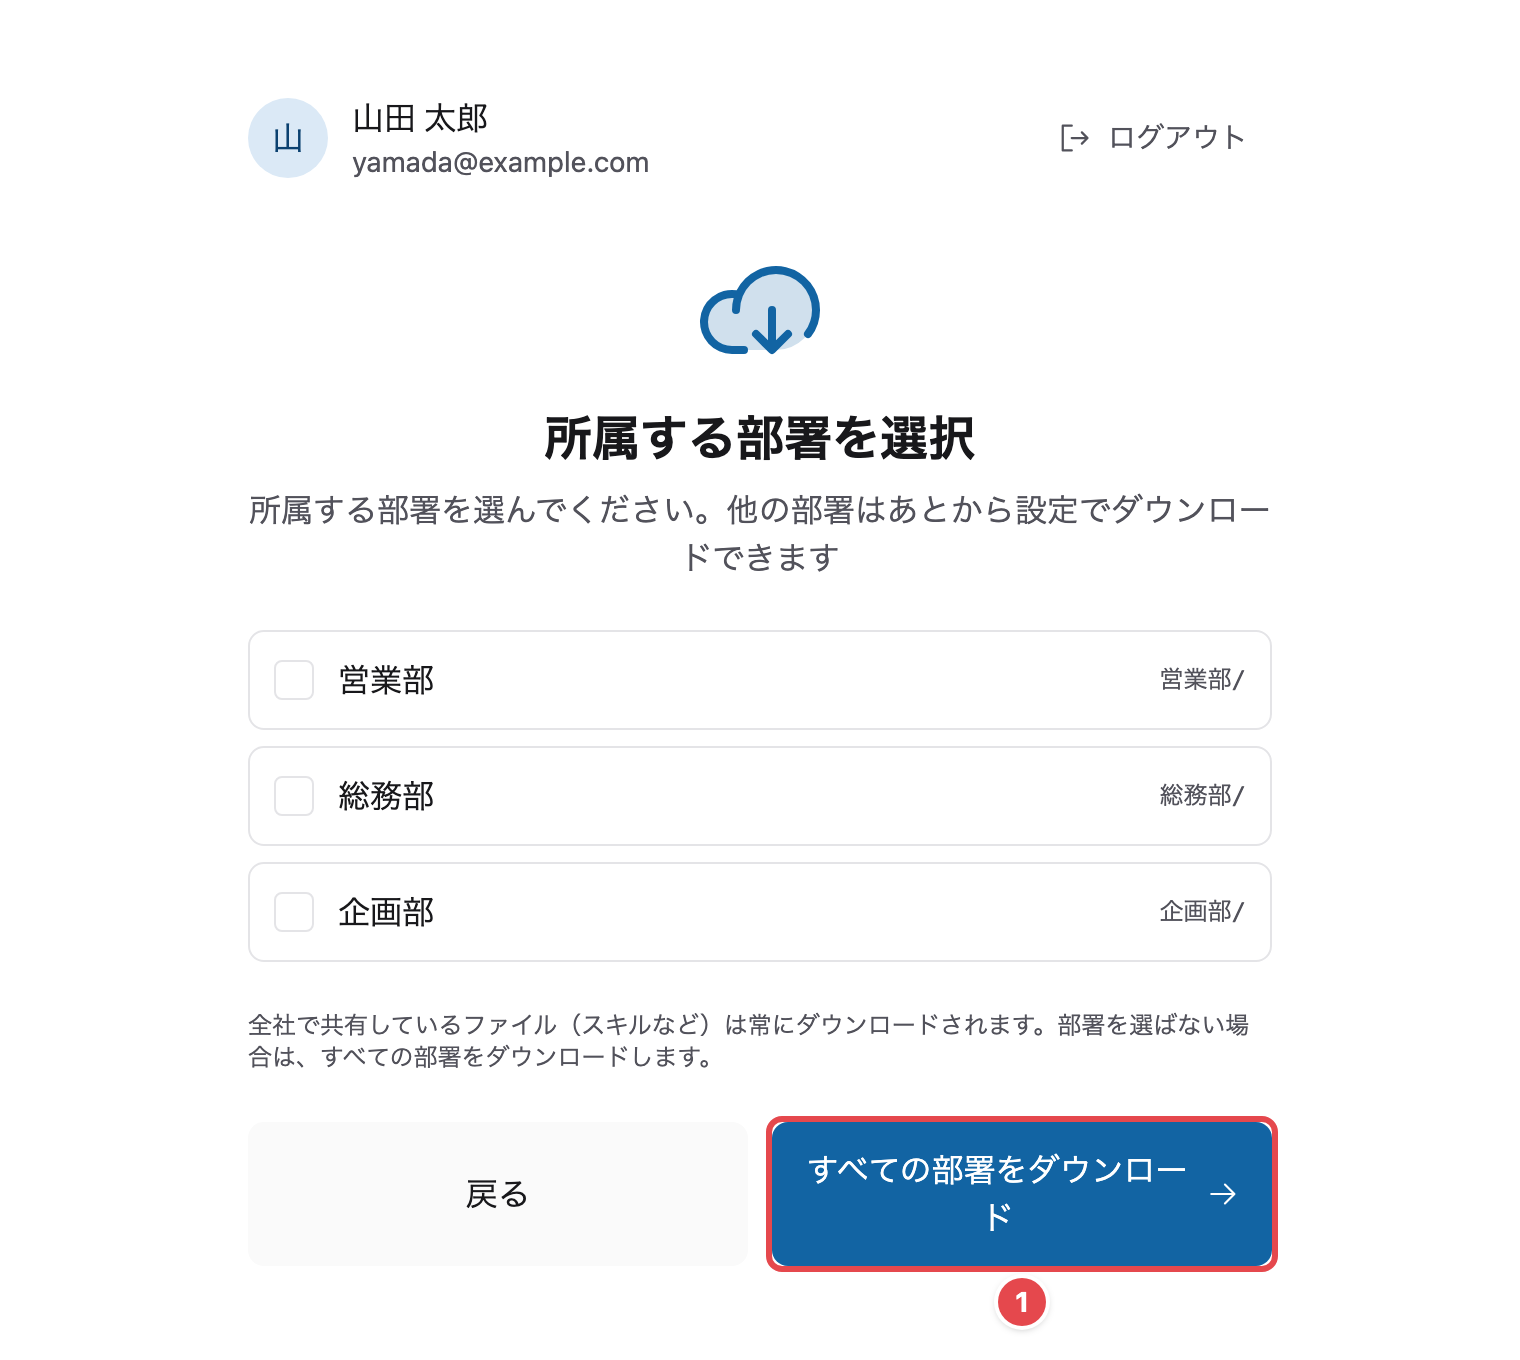 山
山田 太郎
yamada@example.com
ログアウト
所属する部署を選択
所属する部署を選んでください。他の部署はあとから設定でダウンロー
ドできます
営業部
営業部/
総務部
総務部/
企画部
企画部/
全社で共有しているファイル（スキルなど）は常にダウンロードされます。部署を選ばない場
合は、すべての部署をダウンロードします。
戻る
すべての部署をダウンロー
ド
1